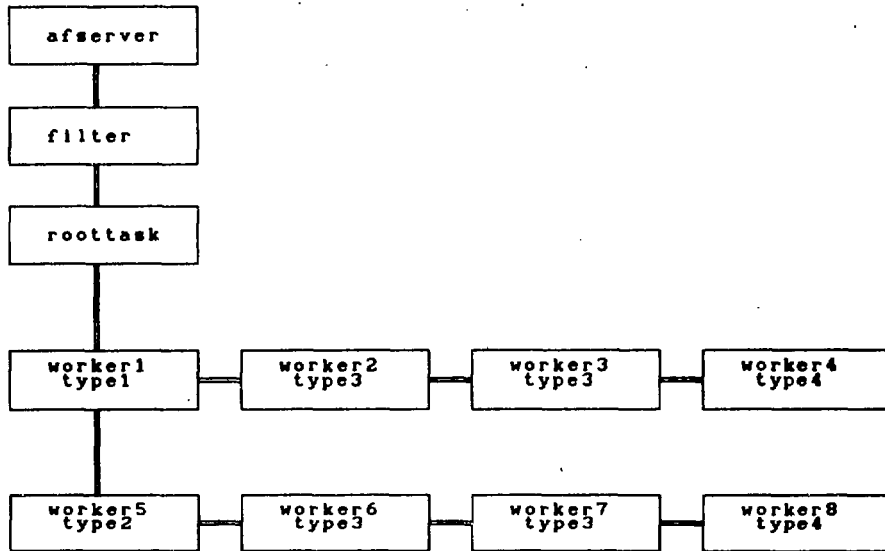 afserver
filter
roottask
worker1
type1
worker2
type3
worker3
type3
worker4
type4
worker5
type2
worker6
type3
worker7
type3
worker8
type4